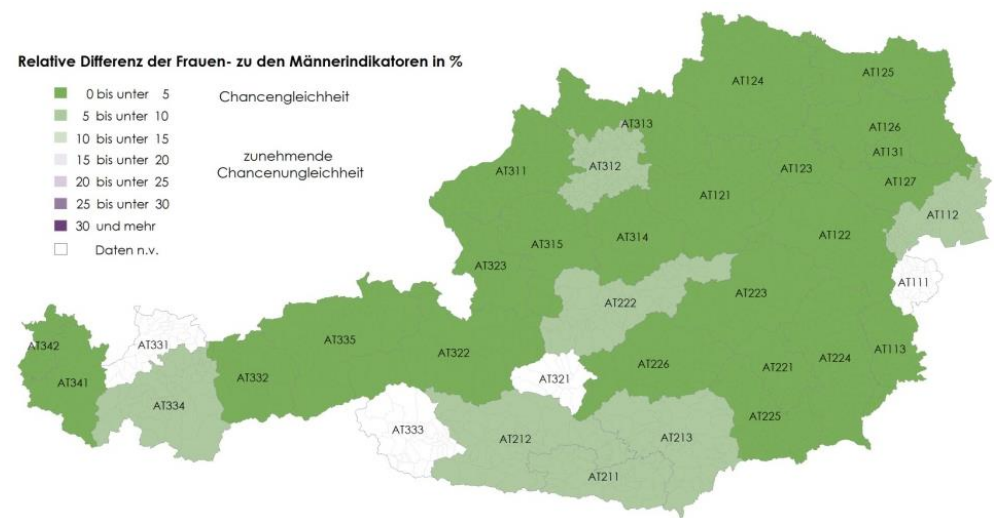 Relative Differenz der Frauen- zu den Männerindikatoren in %
0 bis unter 5
Chancengleichheit
5 bis unter 10
10 bis unter 15
zunehmende
Chancenungleichheit
15 bis unter 20
20 bis unter 25
25 bis unter 30
30 und mehr
Daten n.v.
AT124
AT125
AT313
AT126
AT312
AT131
AT311
AT123
AT127
AT121
AT112
AT315
AT314
AT122
AT323
AT111
AT222
AT223
AT335
AT342
AT331
AT322
AT113
AT224
AT226
AT221
AT321
AT332
AT341
AT334
AT225
AT333
AT212
AT213
AT211